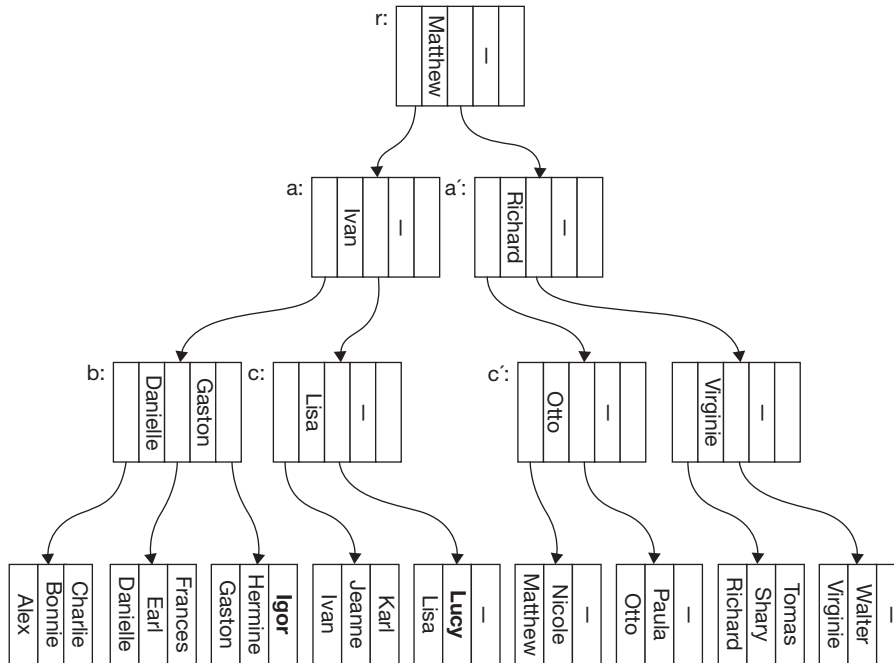 r:
Matthew
–
a:
Ivan
–
a´:
Richard
–
b:
Danielle
Gaston
c:
Lisa
–
c´:
Otto
–
Virginie
–
Alex
Bonnie
Charlie
Danielle
Earl
Frances
Gaston
Hermine
Igor
Ivan
Jeanne
Karl
Lisa
Lucy
–
Matthew
Nicole
–
Otto
Paula
–
Richard
Shary
Tomas
Virginie
Walter
–